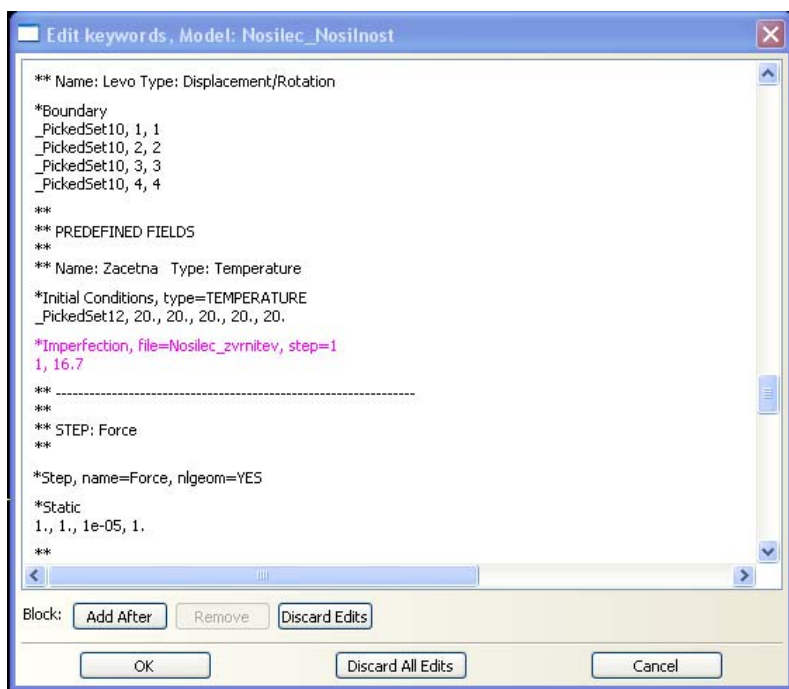 Edit keywords, Model: Nosilec_Nosilnost
** Name: Levo Type: Displacement/Rotation
*Boundary
_PickedSet10, 1, 1
_PickedSet10, 2, 2
_PickedSet10, 3, 3
_PickedSet10, 4, 4
**
** PREDEFINED FIELDS
**
** Name: Zacetna   Type: Temperature
*Initial Conditions, type=TEMPERATURE
_PickedSet12, 20., 20., 20., 20., 20.
*Imperfection, file=Nosilec_zvrnitev, step=1
1, 16.7
** ----------------------------------------------------------------
**
** STEP: Force
**
*Step, name=Force, nlgeom=YES
*Static
1., 1., 1e-05, 1.
**
Block: Add After Remove Discard Edits
OK Discard All Edits Cancel